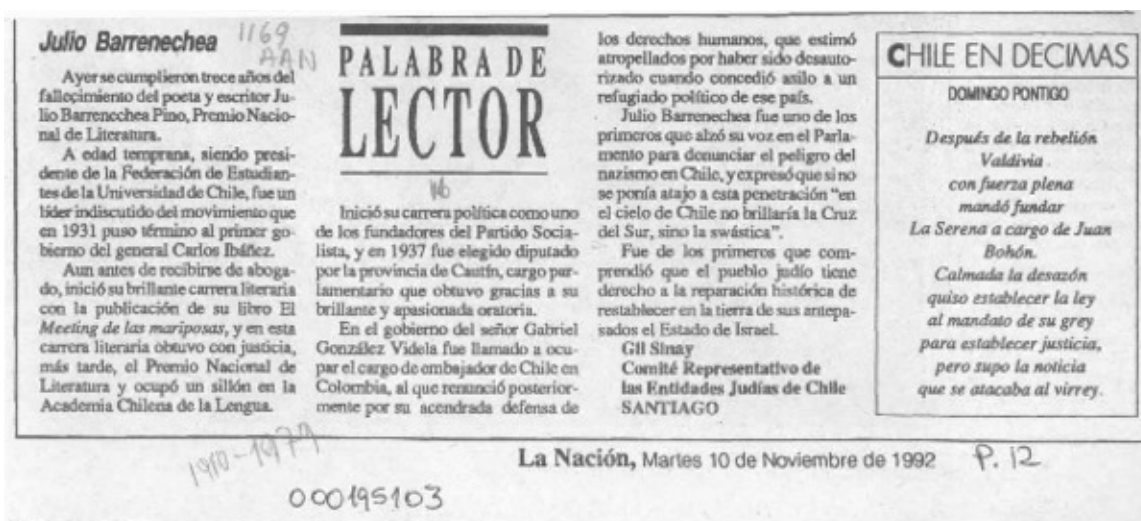 Julio Barrenechea
1169
AAN
Ayer se cumplieron trece años del
fallecimiento del poeta y escritor Ju-
lio Barrenechea Pino, Premio Nacio-
nal de Literatura.
A edad temprana, siendo presi-
dente de la Federación de Estudian-
tes de la Universidad de Chile, fue un
líder indiscutido del movimiento que
en 1931 puso término al primer go-
bierno del general Carlos Ibáñez.
Aun antes de recibirse de aboga-
do, inició su brillante carrera literaria
con la publicación de su libro El
Meeting de las mariposas, y en esta
carrera literaria obtuvo con justicia,
más tarde, el Premio Nacional de
Literatura y ocupó un sillón en la
Academia Chilena de la Lengua.
PALABRA DE
LECTOR
Inició su carrera política como uno
de los fundadores del Partido Socia-
lista, y en 1937 fue elegido diputado
por la provincia de Cautín, cargo par-
lamentario que obtuvo gracias a su
brillante y apasionada oratoria.
En el gobierno del señor Gabriel
González Videla fue llamado a ocu-
par el cargo de embajador de Chile en
Colombia, al que renunció posterior-
mente por su acendrada defensa de
los derechos humanos, que estimó
atropellados por haber sido desauto-
rizado cuando concedió asilo a un
refugiado político de ese país.
Julio Barrenechea fue uno de los
primeros que alzó su voz en el Parla-
mento para denunciar el peligro del
nazismo en Chile, y expresó que si no
se ponía atajo a esta penetración "en
el cielo de Chile no brillaría la Cruz
del Sur, sino la swástica".
Fue de los primeros que com-
prendió que el pueblo judío tiene
derecho a la reparación histórica de
restablecer en la tierra de sus antepa-
sados el Estado de Israel.
Gil Sinay
Comité Representativo de
las Entidades Judías de Chile
SANTIAGO
CHILE EN DECIMAS
DOMINGO PONTIGO
Después de la rebelión
Valdivia
con fuerza plena
mandó fundar
La Serena a cargo de Juan
Bohón.
Calmada la desazón
quiso establecer la ley
al mandato de su grey
para establecer justicia,
pero supo la noticia
que se atacaba al virrey.
1910-1979
La Nación, Martes 10 de Noviembre de 1992 P. 12
000195103